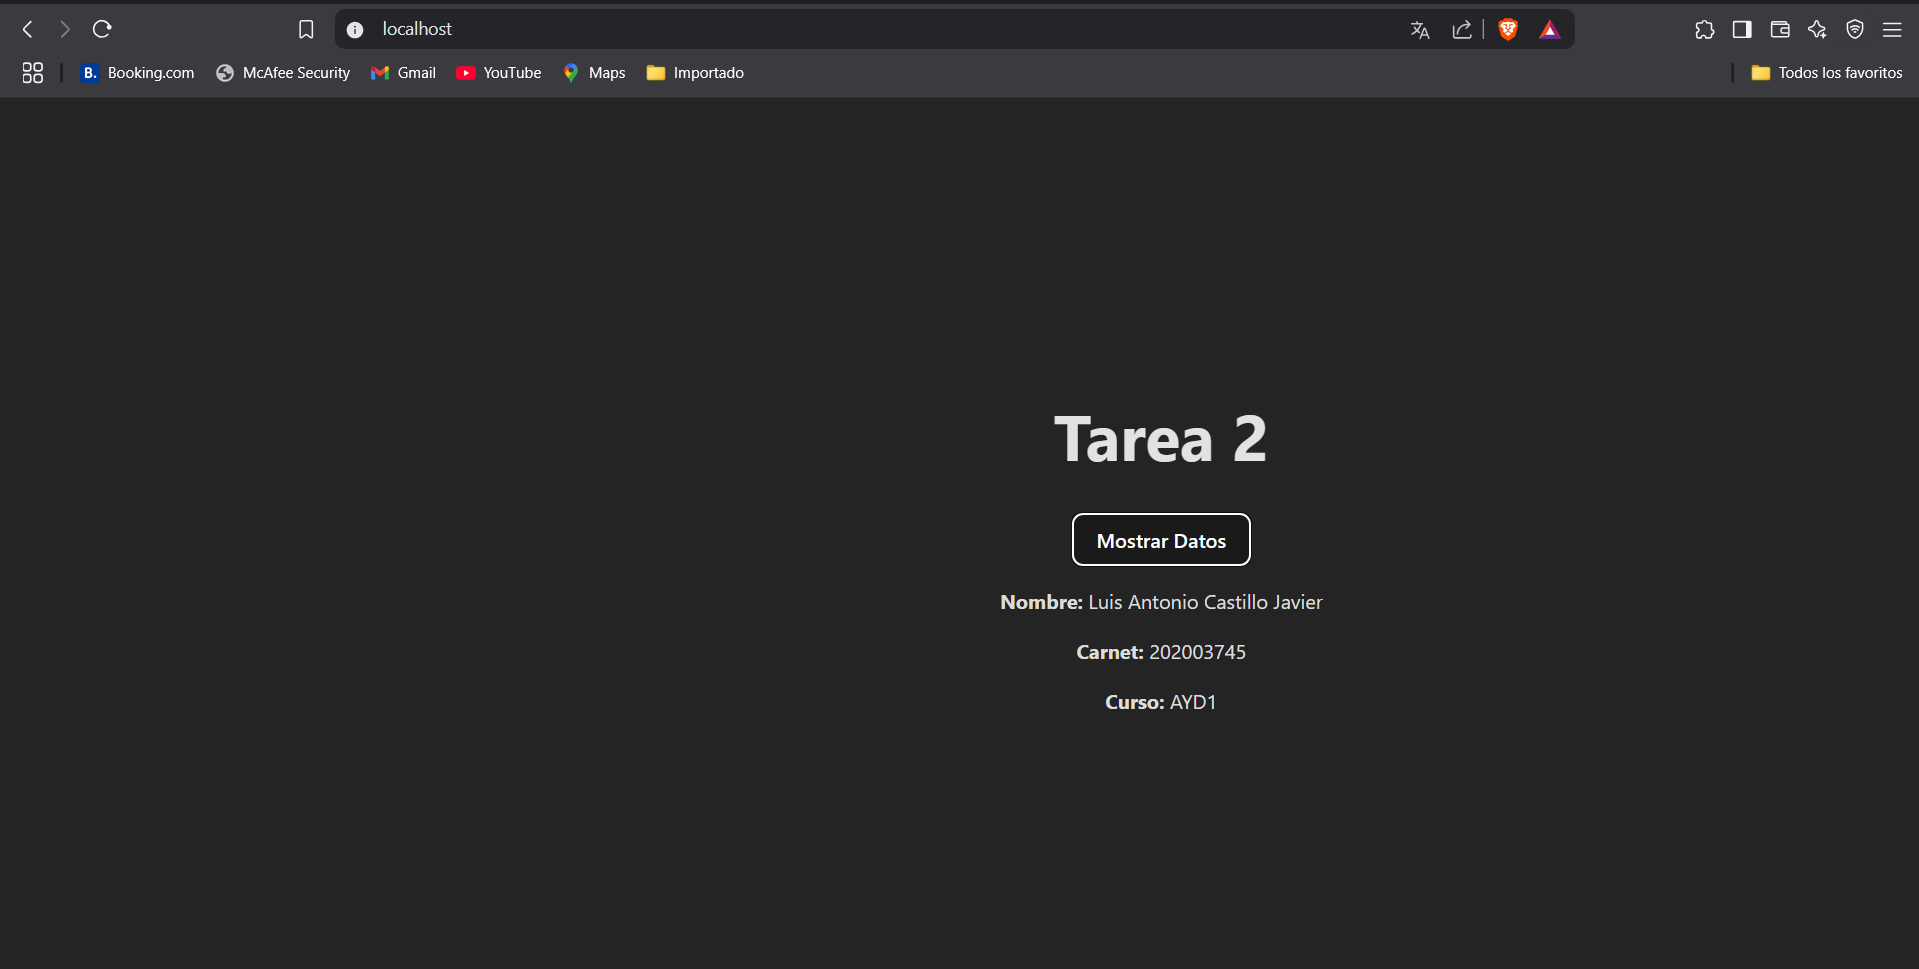 localhost
B. Booking.com McAfee Security Gmail YouTube Maps Importado Todos los favoritos
Tarea 2
Mostrar Datos
Nombre: Luis Antonio Castillo Javier
Carnet: 202003745
Curso: AYD1